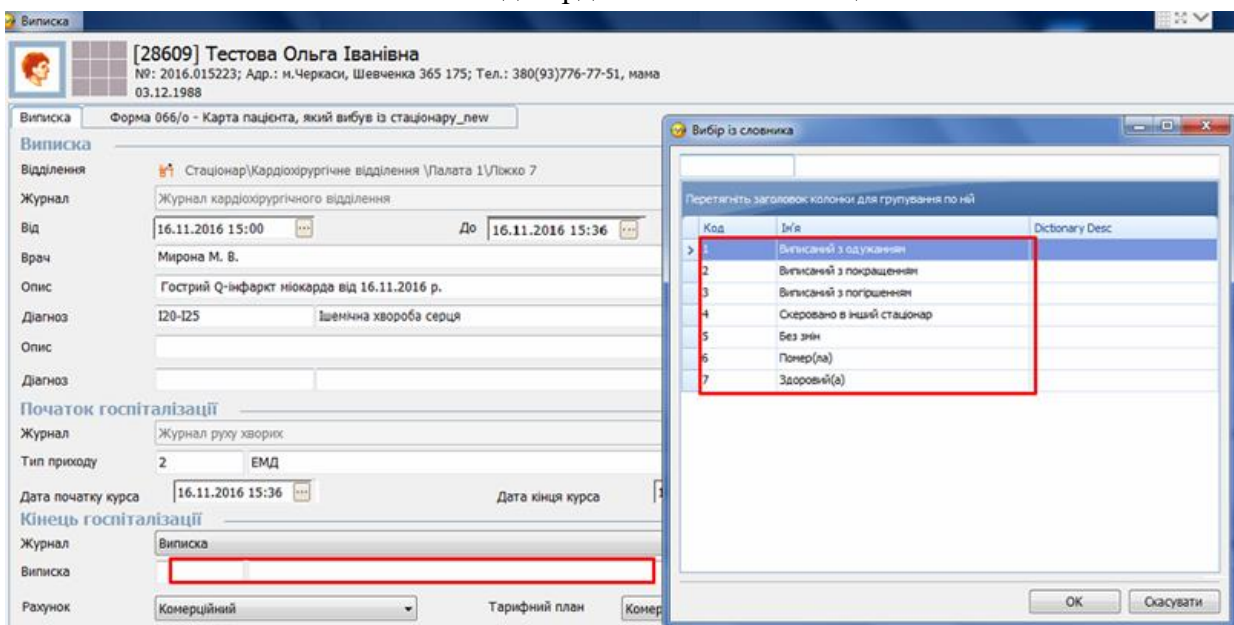 Виписка
[28609] Тестова Ольга Іванівна
№: 2016.015223; Адр.: м.Черкаси, Шевченка 365 175; Тел.: 380(93)776-77-51, мама
03.12.1988
Виписка Форма 066/о - Карта пацієнта, який вибув із стаціонару_new
Виписка
Відділення Стаціонар\Кардіохірургічне відділення \Палата 1\Ліжко 7
Журнал Журнал кардіохірургічного відділення
Від 16.11.2016 15:00 До 16.11.2016 15:36
Врач Мирона М. В.
Опис Гострий Q-інфаркт міокарда від 16.11.2016 р.
Діагноз I20-I25 Ішемічна хвороба серця
Опис
Діагноз
Початок госпіталізації
Журнал Журнал руху хворих
Тип приходу 2 ЕМД
Дата початку курса 16.11.2016 15:36 Дата кінця курса
Кінець госпіталізації
Журнал Виписка
Виписка
Рахунок Комерційний Тарифний план Комер
Вибір із словника
Перетягніть заголовок колонки для групування по ній
Код Ім'я Dictionary Desc
1 Виписаний з одужанням
2 Виписаний з покращенням
3 Виписаний з погіршенням
4 Скеровано в інший стаціонар
5 Без змін
6 Помер(ла)
7 Здоровий(а)
OK Скасувати